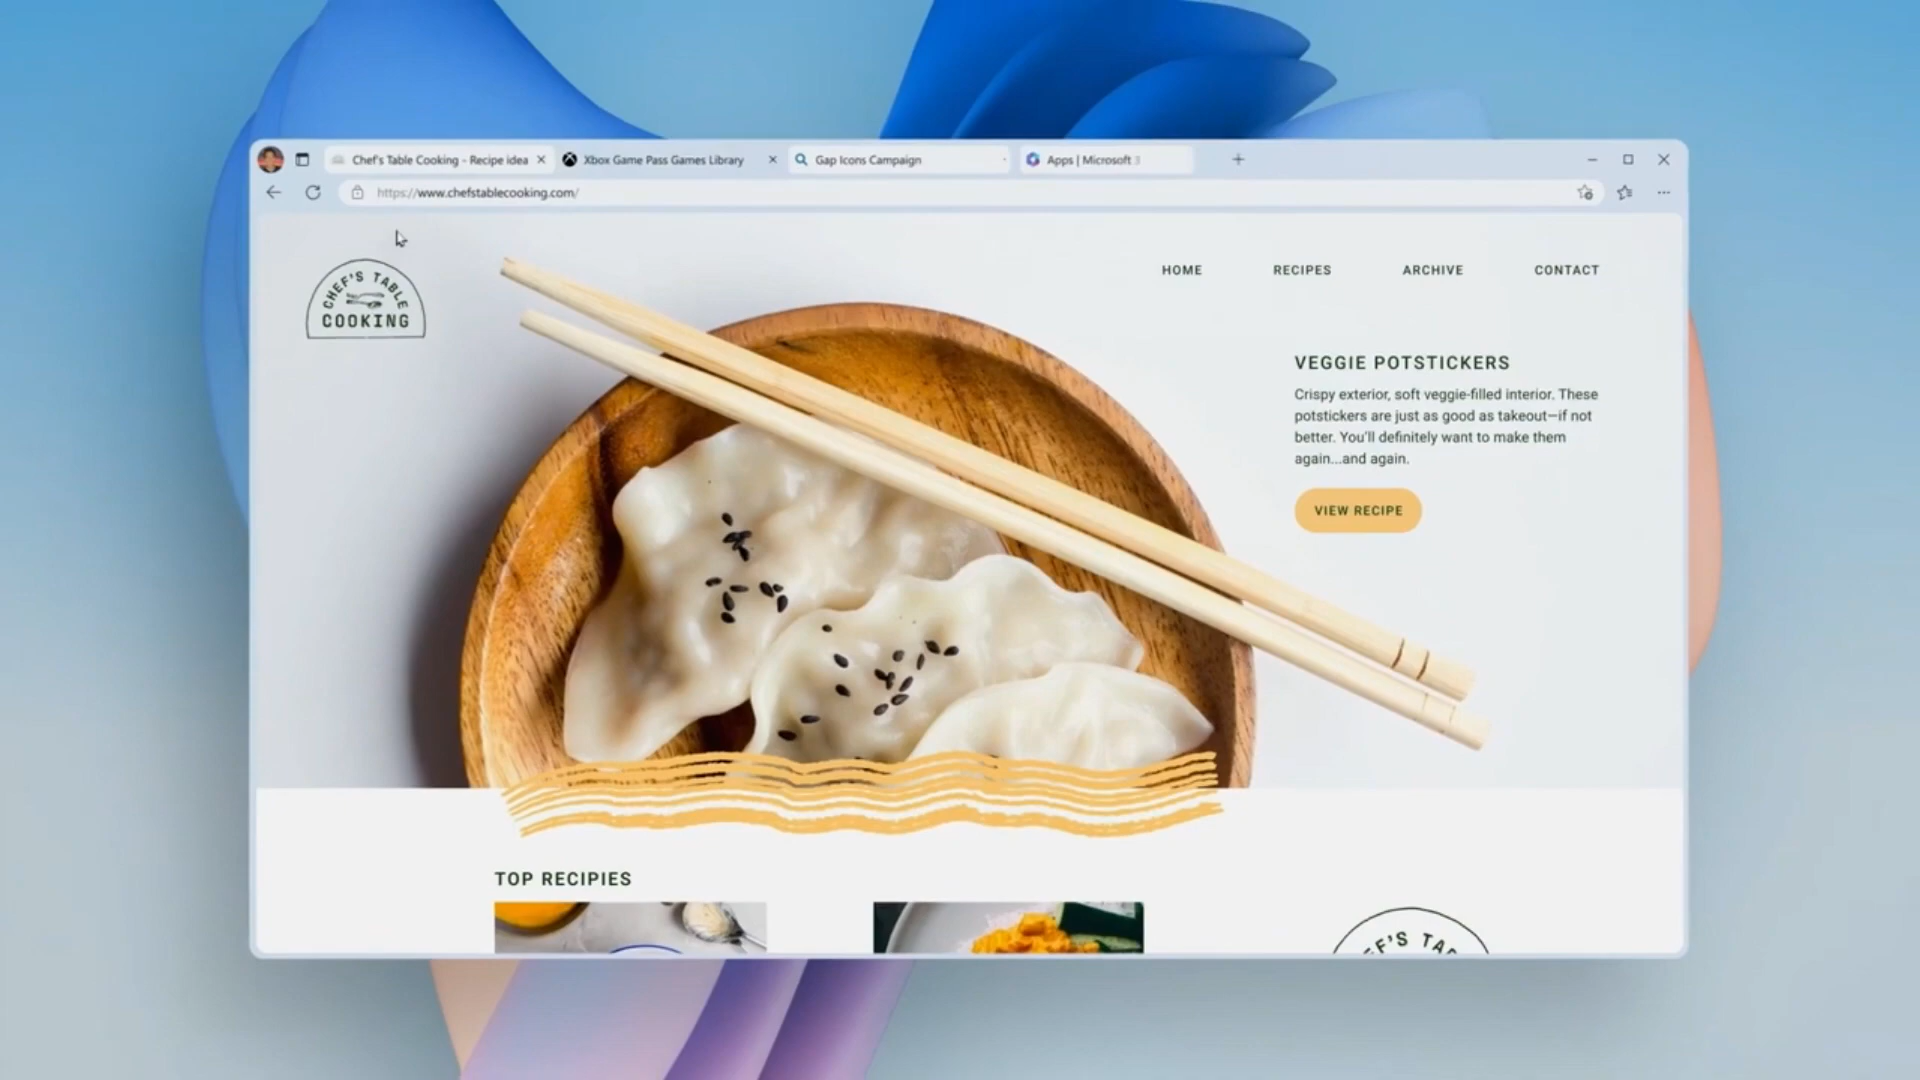 Chef's Table Cooking - Recipe idea
Xbox Game Pass Games Library
Gap Icons Campaign
Apps | Microsoft 3
https://www.chefstablecooking.com/
CHEF'S TABLE
COOKING
HOME
RECIPES
ARCHIVE
CONTACT
VEGGIE POTSTICKERS
Crispy exterior, soft veggie-filled interior. These
potstickers are just as good as takeout—if not
better. You'll definitely want to make them
again...and again.
VIEW RECIPE
TOP RECIPIES
EF'S TAB